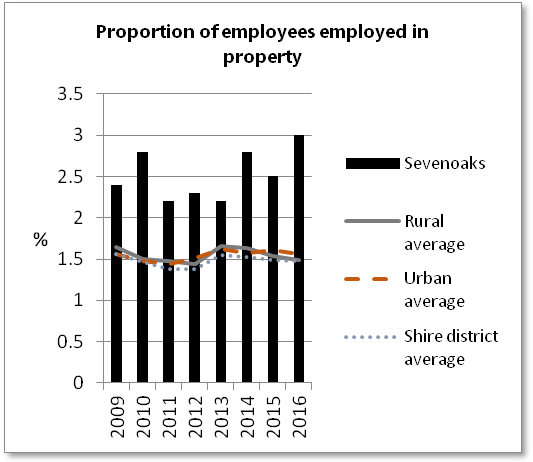 Proportion of employees employed in
property
3.5
3
2.5
2
1.5
1
0.5
0
%
2009
2010
2011
2012
2013
2014
2015
2016
Sevenoaks
Rural
average
Urban
average
Shire district
average